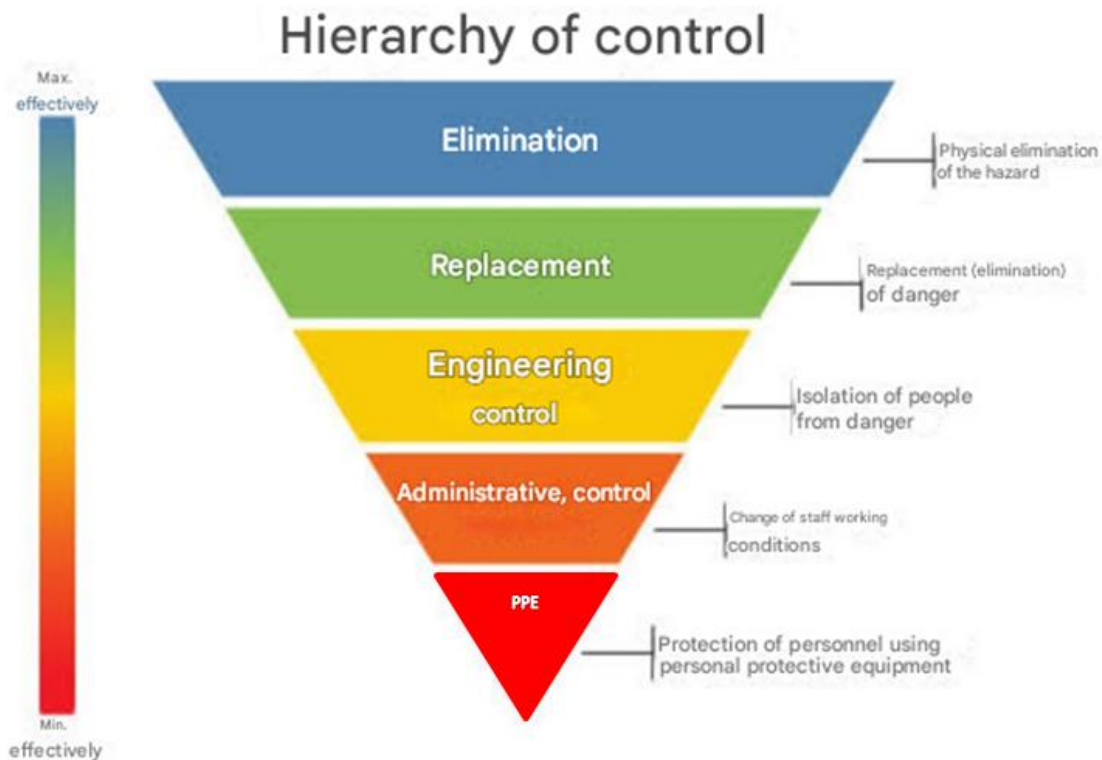 Hierarchy of control
Max.
effectively
Elimination
Physical elimination
of the hazard
Replacement
Replacement (elimination)
of danger
Engineering
control
Isolation of people
from danger
Administrative, control
Change of staff working
conditions
PPE
Protection of personnel using
personal protective equipment
Min.
effectively